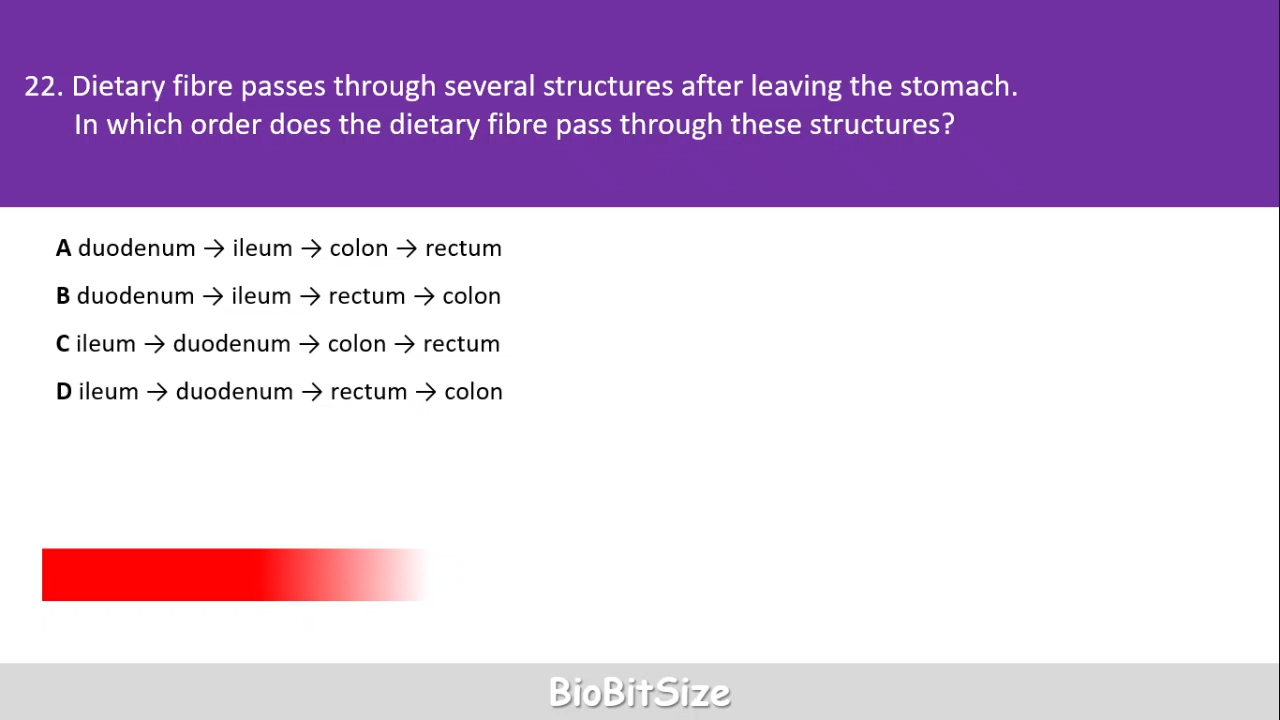 22. Dietary fibre passes through several structures after leaving the stomach.
In which order does the dietary fibre pass through these structures?
A duodenum → ileum → colon → rectum
B duodenum → ileum → rectum → colon
C ileum → duodenum → colon → rectum
D ileum → duodenum → rectum → colon
BioBitSize